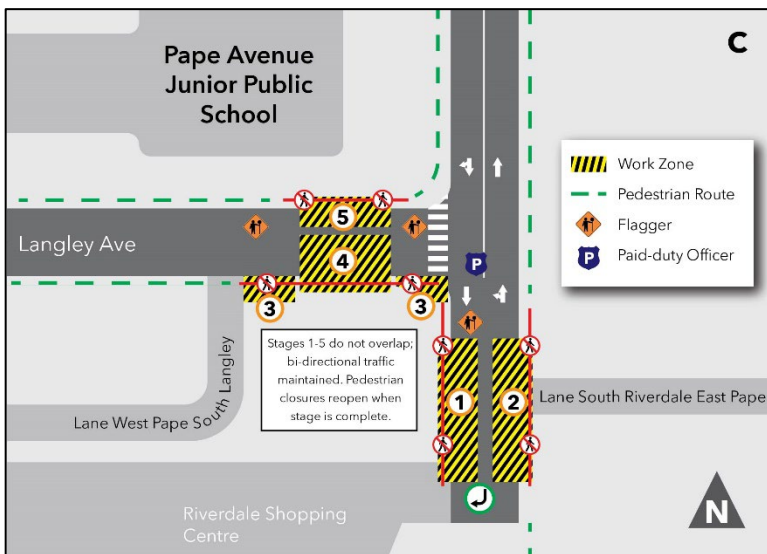 Pape Avenue
Junior Public
School
C
Work Zone
Pedestrian Route
Flagger
P Paid-duty Officer
5
Langley Ave
4
P
3
3
Stages 1-5 do not overlap;
bi-directional traffic
maintained. Pedestrian
closures reopen when
stage is complete.
Lane West Pape South Langley
1
2
Lane South Riverdale East Pape
Riverdale Shopping
Centre
N